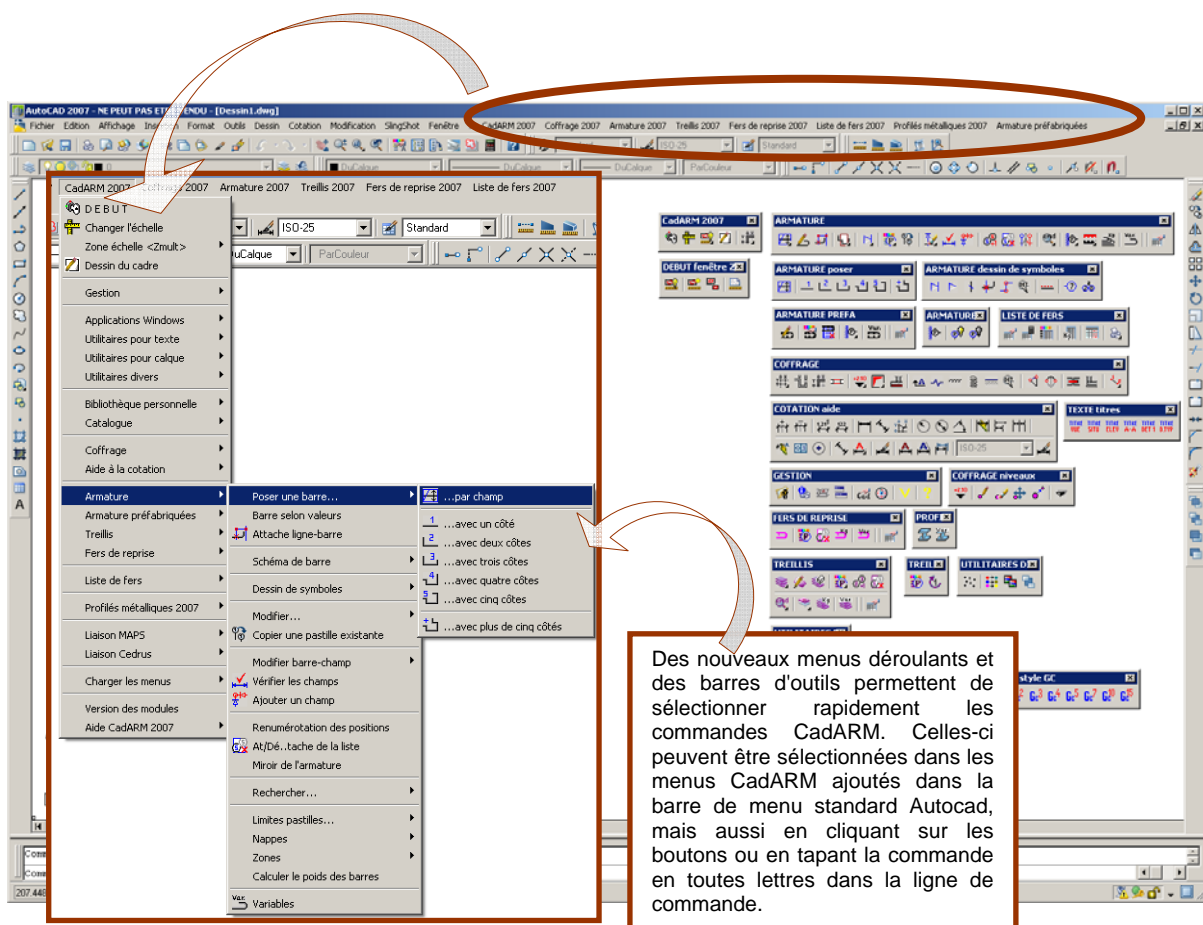 AutoCAD 2007 - NE PEUT PAS ETRE VENDU - [Dessin1.dwg]
Fichier Edition Affichage Insertion Format Outils Dessin Cotation Modification SlingShot Fenêtre CadARM 2007 Coffrage 2007 Armature 2007 Treillis 2007 Fers de reprise 2007 Liste de fers 2007 Profilés métalliques 2007 Armature préfabriquées
ISO-25 Standard
DuCalque DuCalque DuCalque ParCouleur
CadARM 2007 Coffrage 2007 Armature 2007 Treillis 2007 Fers de reprise 2007 Liste de fers 2007
ISO-25 Standard
DuCalque ParCouleur
D E B U T
Changer l'échelle
Zone échelle <Zmult>
Dessin du cadre
Gestion
Applications Windows
Utilitaires pour texte
Utilitaires pour calque
Utilitaires divers
Bibliothèque personnelle
Catalogue
Coffrage
Aide à la cotation
Armature
Armature préfabriquées
Treillis
Fers de reprise
Liste de fers
Profilés métalliques 2007
Liaison MAPS
Liaison Cedrus
Charger les menus
Version des modules
Aide CadARM 2007
Poser une barre...
Barre selon valeurs
Attache ligne-barre
Schéma de barre
Dessin de symboles
Modifier...
Copier une pastille existante
Modifier barre-champ
Vérifier les champs
Ajouter un champ
Renumérotation des positions
At/Dé..tache de la liste
Miroir de l'armature
Rechercher...
Limites pastilles...
Nappes
Zones
Calculer le poids des barres
Variables
...par champ
...avec un côté
...avec deux côtes
...avec trois côtes
...avec quatre côtes
...avec cinq côtes
...avec plus de cinq côtés
CadARM 2007
ARMATURE
DEBUT fenêtre
ARMATURE poser
ARMATURE dessin de symboles
ARMATURE PREFA
ARMATURE
LISTE DE FERS
COFFRAGE
COTATION aide
TEXTE titres
ISO-25
GESTION
COFFRAGE niveaux
FERS DE REPRISE
PROF
TREILLIS
TREIL
UTILITAIRES D
style GC
Des nouveaux menus déroulants et
des barres d'outils permettent de
sélectionner rapidement les
commandes CadARM. Celles-ci
peuvent être sélectionnées dans les
menus CadARM ajoutés dans la
barre de menu standard Autocad,
mais aussi en cliquant sur les
boutons ou en tapant la commande
en toutes lettres dans la ligne de
commande.
Com
Com
207.448